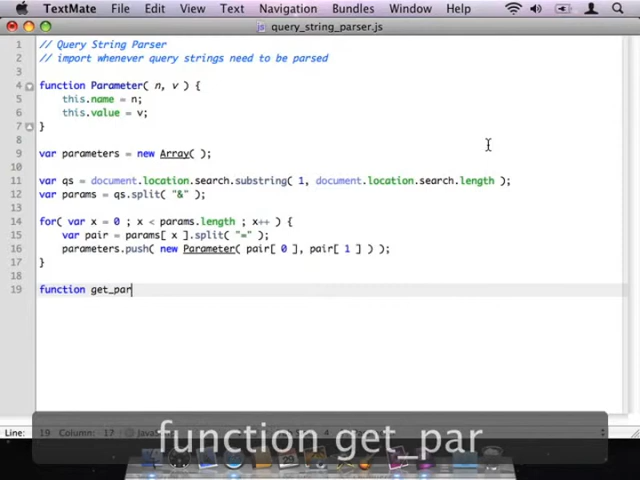 TextMate File Edit View Text Navigation Bundles Window Help
query_string_parser.js
1 // Query String Parser
2 // import whenever query strings need to be parsed
3
4 function Parameter( n, v ) {
5 this.name = n;
6 this.value = v;
7 }
8
9 var parameters = new Array( );
10
11 var qs = document.location.search.substring( 1, document.location.search.length );
12 var params = qs.split( "&" );
13
14 for( var x = 0 ; x < params.length ; x++ ) {
15 var pair = params[ x ].split( "=" );
16 parameters.push( new Parameter( pair[ 0 ], pair[ 1 ] ) );
17 }
18
19 function get_par
Line: 19 Column: 17
function get_par